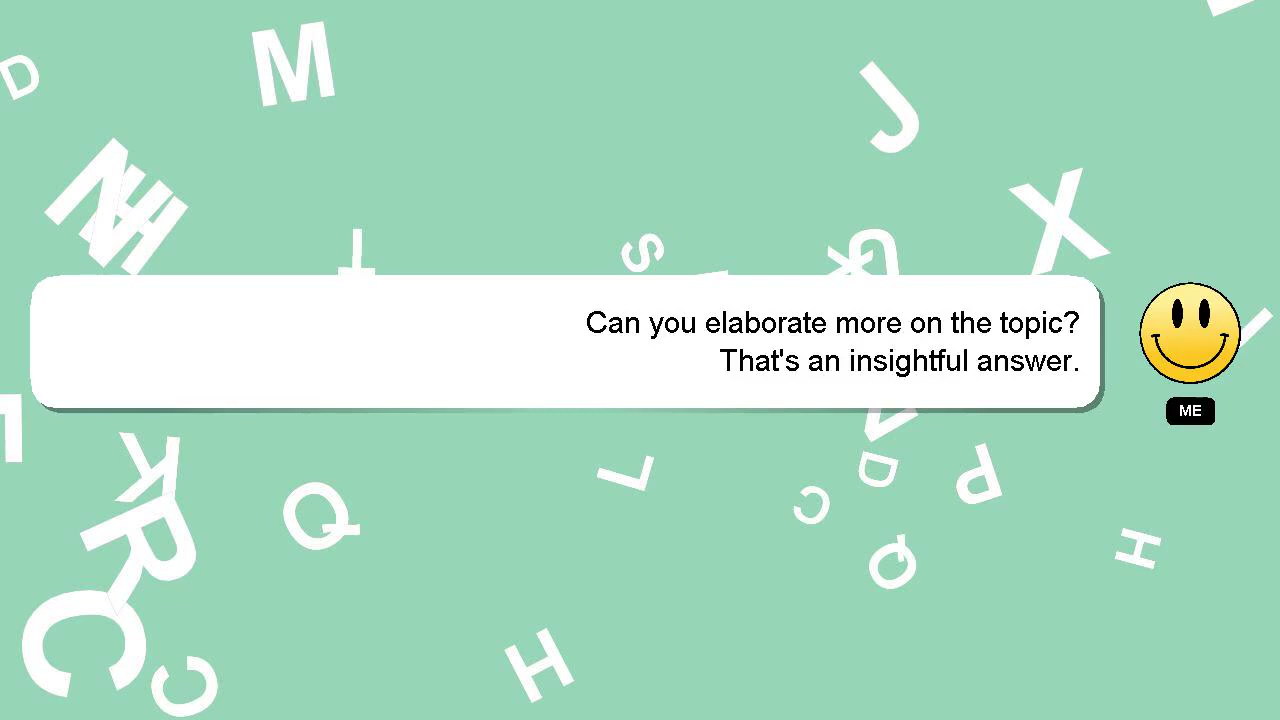 Can you elaborate more on the topic?
That's an insightful answer.
ME